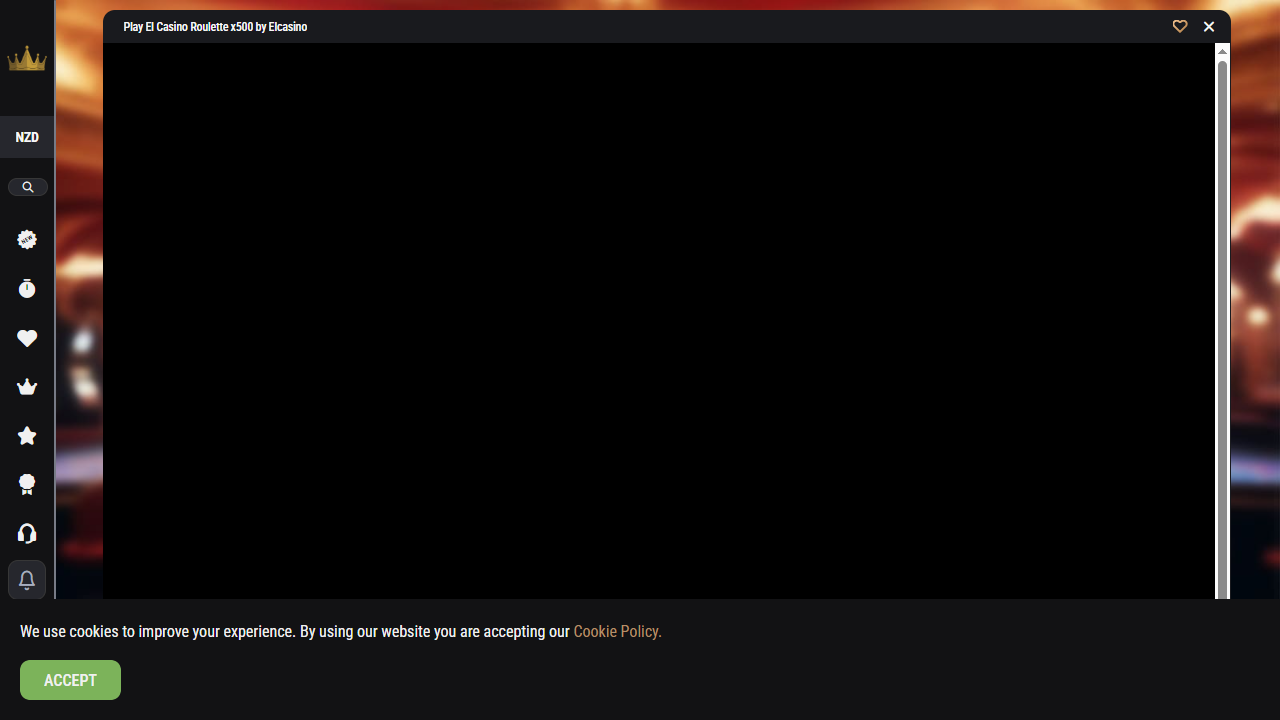 Play El Casino Roulette x500 by Elcasino
NZD
NEW
We use cookies to improve your experience. By using our website you are accepting our Cookie Policy.
ACCEPT